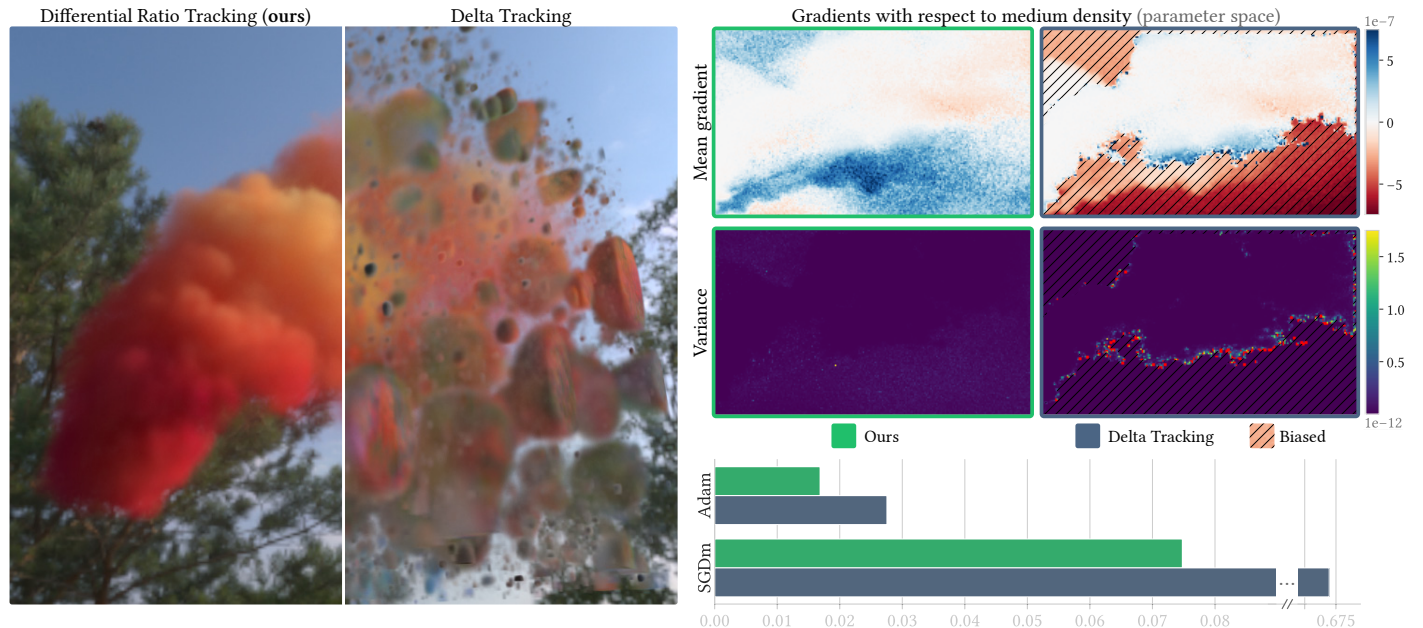 Differential Ratio Tracking (ours)
Delta Tracking
Gradients with respect to medium density (parameter space)
Mean gradient
1e−7
5
0
−5
Variance
1.5
1.0
0.5
1e−12
Ours
Delta Tracking
Biased
Adam
SGDm
...
0.00 0.01 0.02 0.03 0.04 0.05 0.06 0.07 0.08 // 0.675